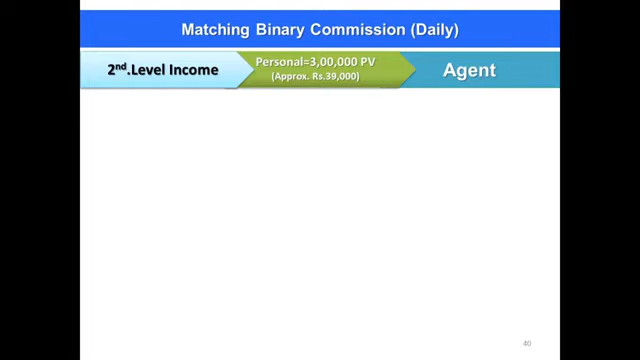 Matching Binary Commission (Daily)
2nd.Level Income
Personal=3,00,000 PV
(Approx. Rs.39,000)
Agent
40